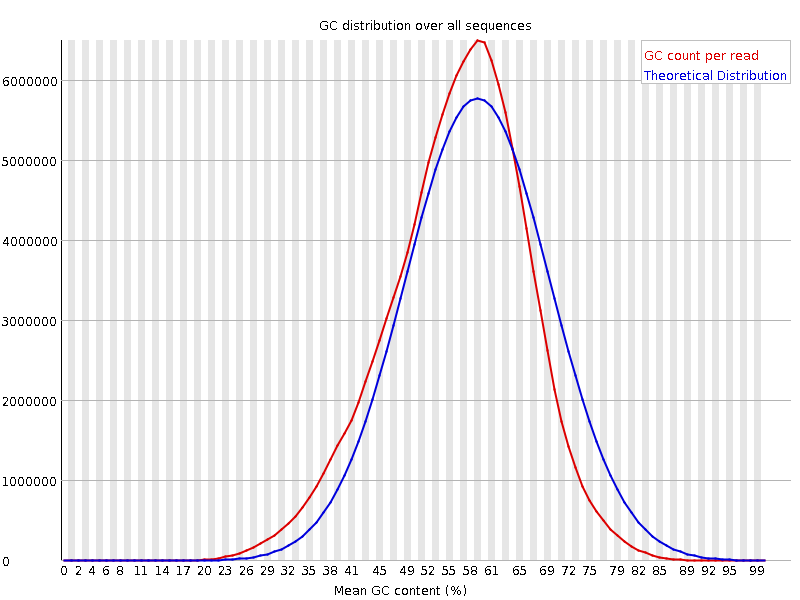 GC distribution over all sequences
GC count per read
Theoretical Distribution
6000000
5000000
4000000
3000000
2000000
1000000
0
0 2 4 6 8 11 14 17 20 23 26 29 32 35 38 41 45 49 52 55 58 61 65 69 72 75 79 82 85 89 92 95 99
Mean GC content (%)